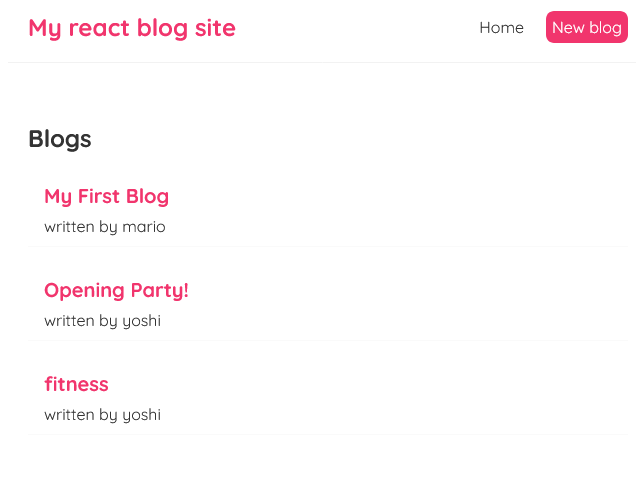 My react blog site
Home
New blog
Blogs
My First Blog
written by mario
Opening Party!
written by yoshi
fitness
written by yoshi